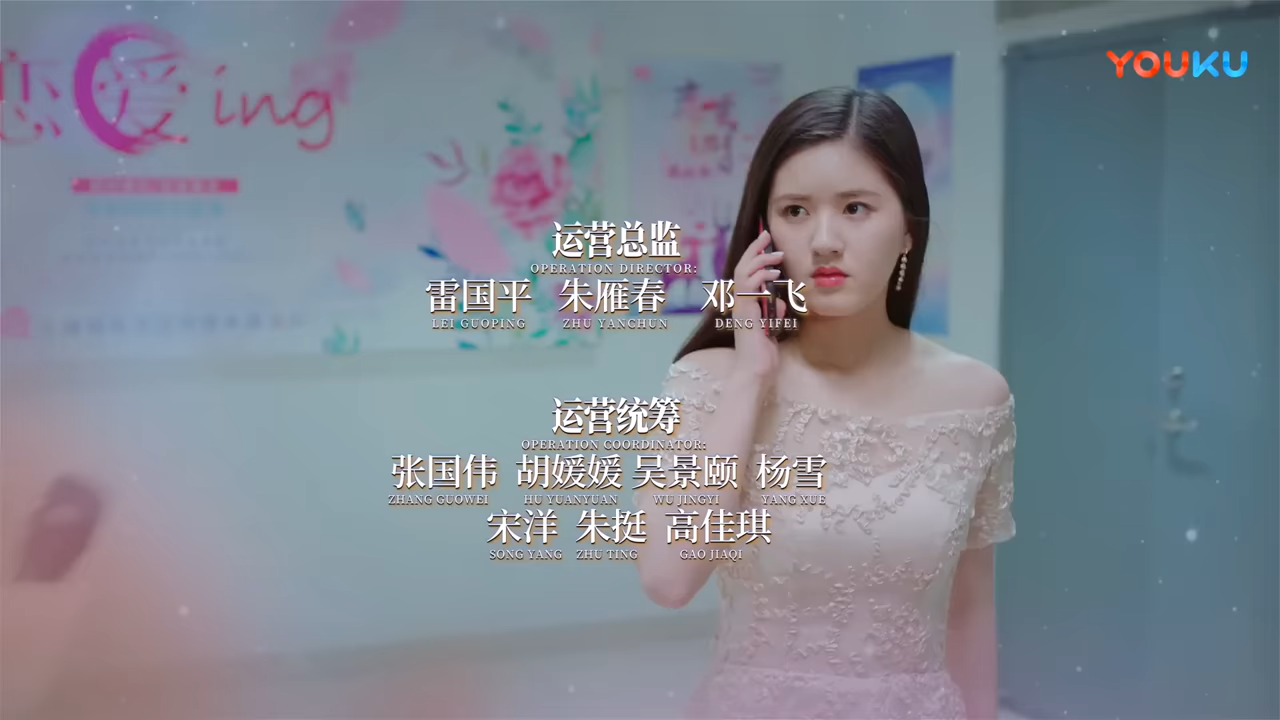 YOUKU
恋爱ing
运营总监
OPERATION DIRECTOR:
雷国平 朱雁春 邓一飞
LEI GUOPING ZHU YANCHUN DENG YIFEI
运营统筹
OPERATION COORDINATOR:
张国伟 胡媛媛 吴景颐 杨雪
ZHANG GUOWEI HU YUANYUAN WU JINGYI YANG XUE
宋洋 朱挺 高佳琪
SONG YANG ZHU TING GAO JIAQI